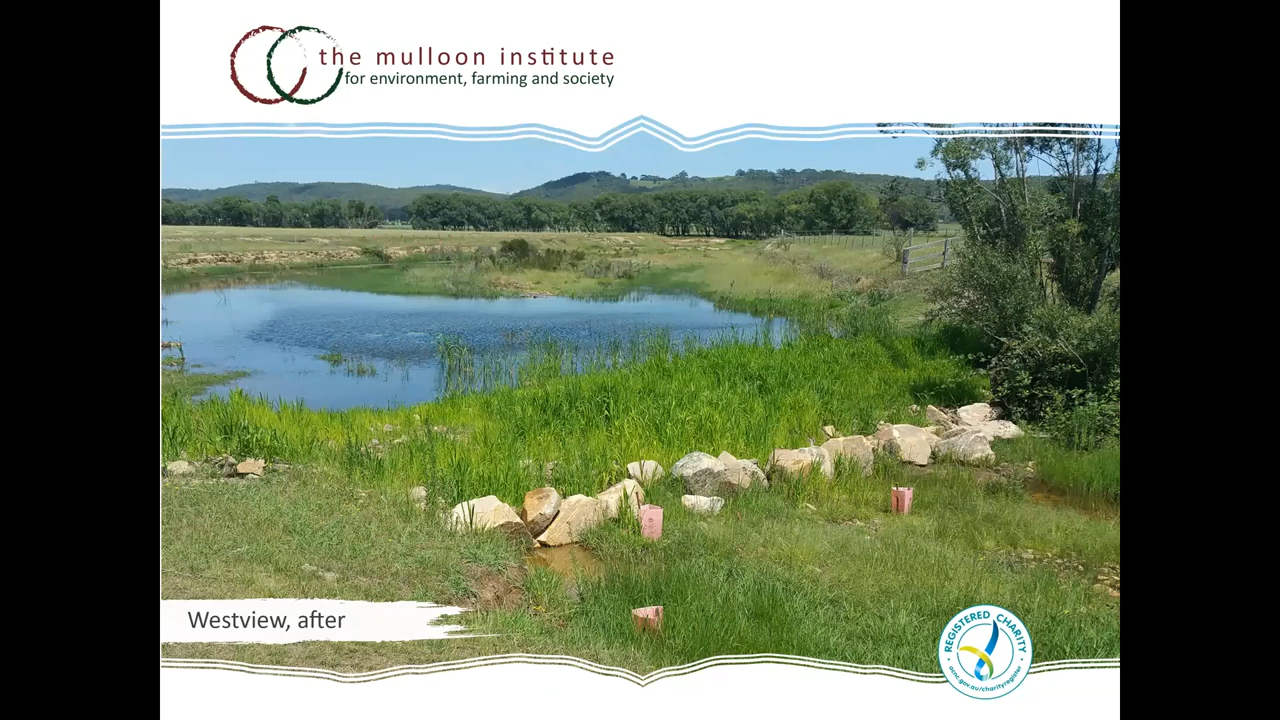 the mulloon institute
for environment, farming and society
Westview, after
REGISTERED CHARITY
acnc.gov.au/charityregister